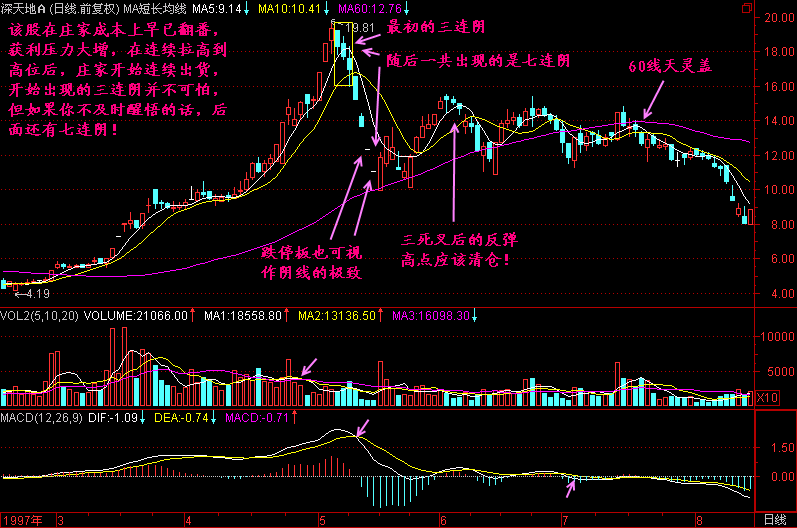 深天地A (日线.前复权) MA短长均线 MA5:9.14↓ MA10:10.41↓ MA60:12.76↓
该股在庄家成本上早已翻番，
获利压力大增，在连续拉高到
高位后，庄家开始连续出货，
开始出现的三连阴并不可怕，
但如果你不及时醒悟的话，后
面还有七连阴！
19.81
最初的三连阴
随后一共出现的是七连阴
60线天灵盖
跌停板也可视
作阴线的极致
三死叉后的反弹
高点应该清仓！
4.19
20.00
18.00
16.00
14.00
12.00
10.00
8.00
6.00
4.00
VOL2(5,10,20) VOLUME:21066.00↑ MA1:18558.80↑ MA2:13136.50↑ MA3:16098.30↓
10000
5000
X10
MACD(12,26,9) DIF:-1.09↓ DEA:-0.74↓ MACD:-0.71↑
1.50
0.00
1997年 3 4 5 6 7 8 日线